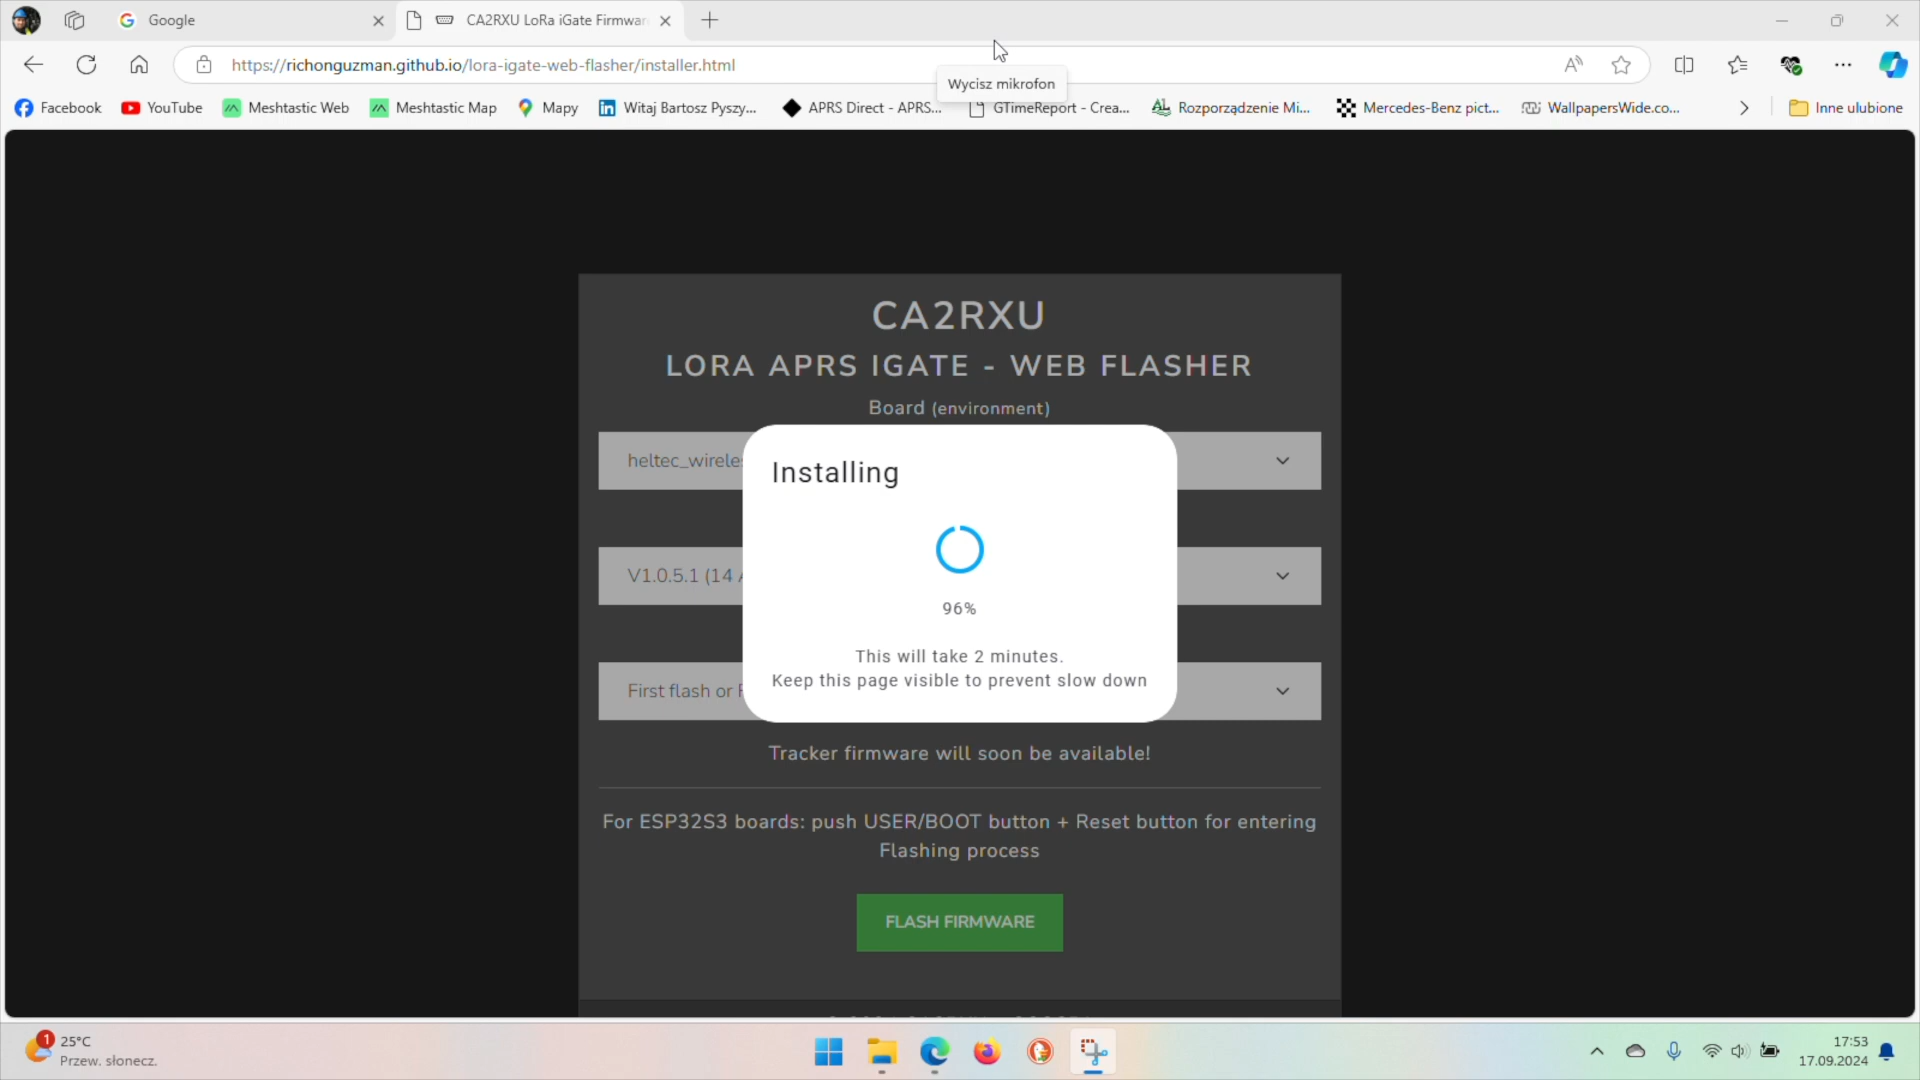 Google
CA2RXU LoRa iGate Firmwar
https://richonguzman.github.io/lora-igate-web-flasher/installer.html
Wycisz mikrofon
Facebook
YouTube
Meshtastic Web
Meshtastic Map
Mapy
Witaj Bartosz Pyszy...
APRS Direct - APRS...
GTimeReport - Crea...
Rozporządzenie Mi...
Mercedes-Benz pict...
WallpapersWide.co...
Inne ulubione
CA2RXU
LORA APRS IGATE - WEB FLASHER
Board (environment)
heltec_wireles
Installing
V1.0.5.1 (14 A
96%
This will take 2 minutes.
Keep this page visible to prevent slow down
First flash or
Tracker firmware will soon be available!
For ESP32S3 boards: push USER/BOOT button + Reset button for entering
Flashing process
FLASH FIRMWARE
1
25°C
Przew. słonecz.
17:53
17.09.2024